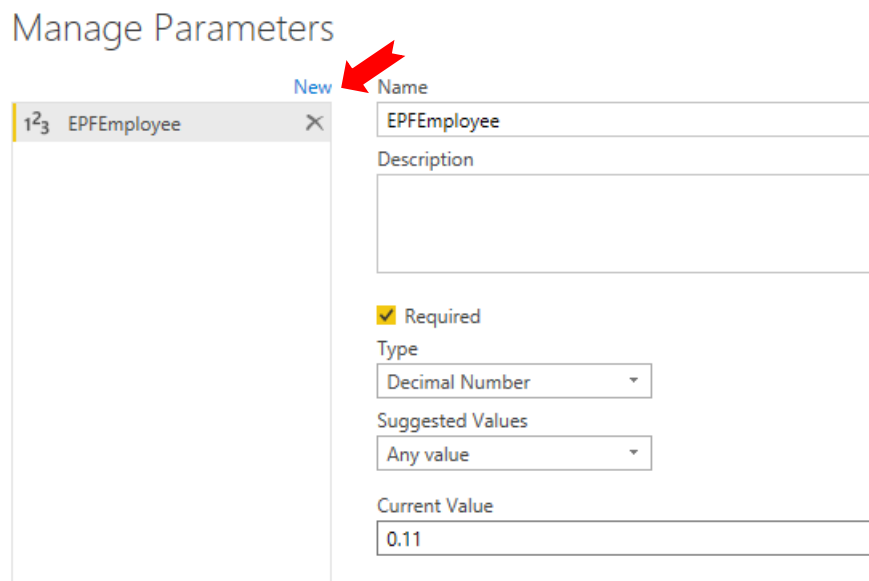 Manage Parameters
New
123 EPFEmployee
Name
EPFEmployee
Description
Required
Type
Decimal Number
Suggested Values
Any value
Current Value
0.11